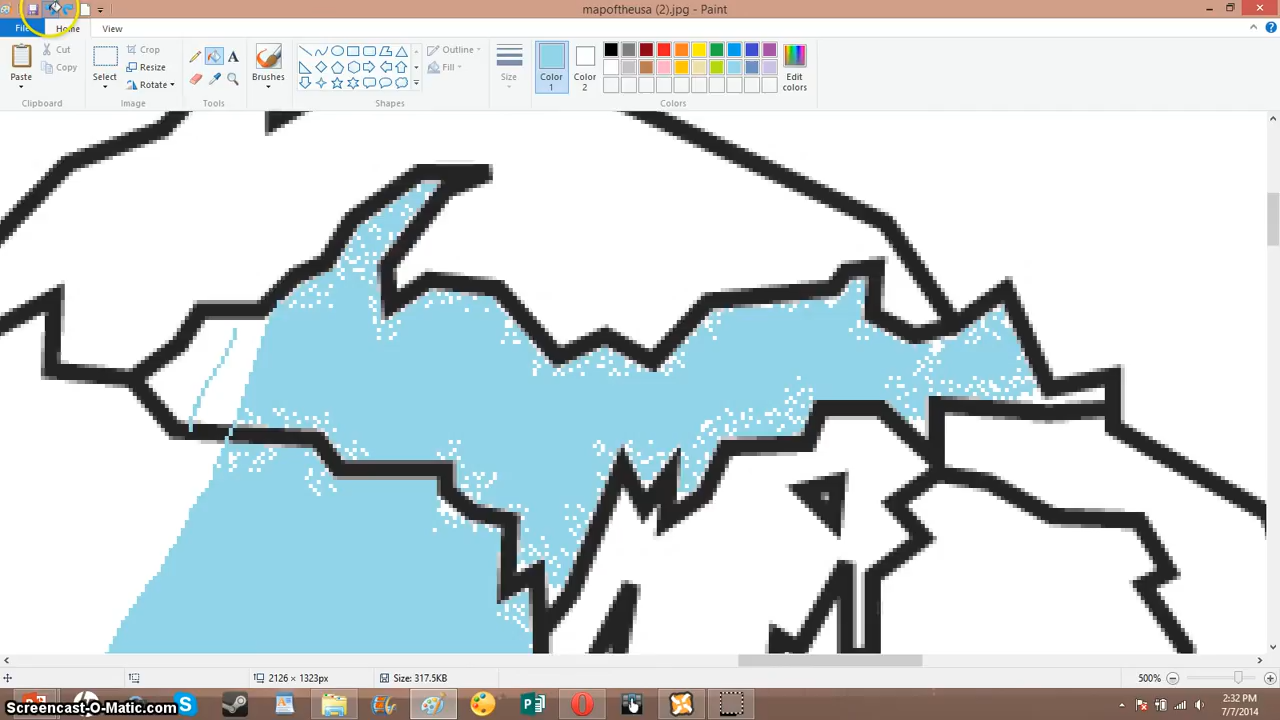 mapoftheusa (2).jpg - Paint
File Home View
Paste
Cut
Copy
Clipboard
Select
Crop
Resize
Rotate
Image
Tools
Brushes
Shapes
Outline
Fill
Size
Color 1
Color 2
Edit colors
Colors
2126 × 1323px
Size: 317.5KB
500%
Screencast-O-Matic.com
2:32 PM
7/7/2014